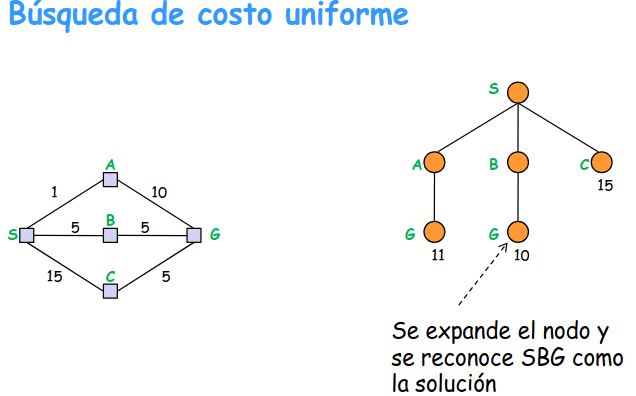 Búsqueda de costo uniforme
S
A
B
C
15
G
11
G
10
A
1
10
B
S
5
5
G
15
C
5
Se expande el nodo y
se reconoce SBG como
la solución